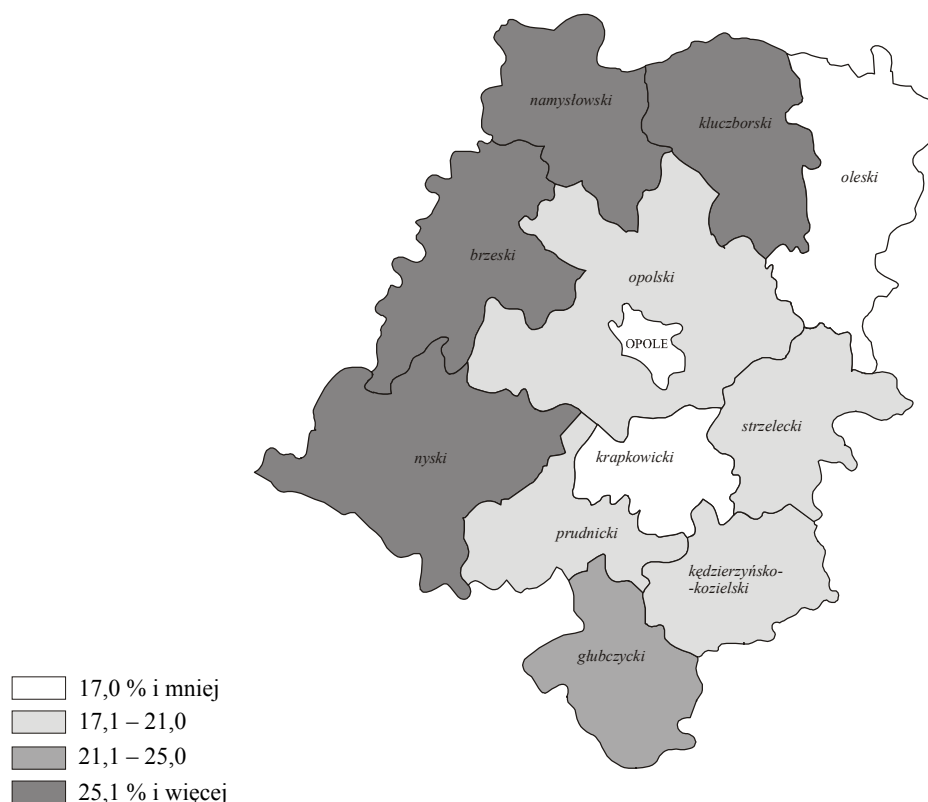 namysłowski
kluczborski
oleski
brzeski
opolski
OPOLE
strzelecki
nyski
krapkowicki
prudnicki
kędzierzyńsko-
-kozielski
głubczycki
17,0 % i mniej
17,1 – 21,0
21,1 – 25,0
25,1 % i więcej